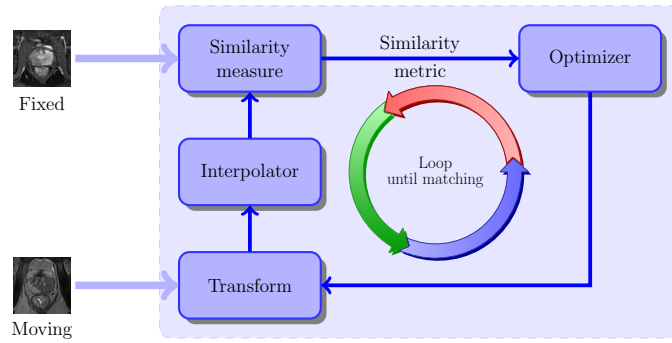 Fixed
Moving
Similarity
measure
Similarity
metric
Optimizer
Interpolator
Loop
until matching
Transform